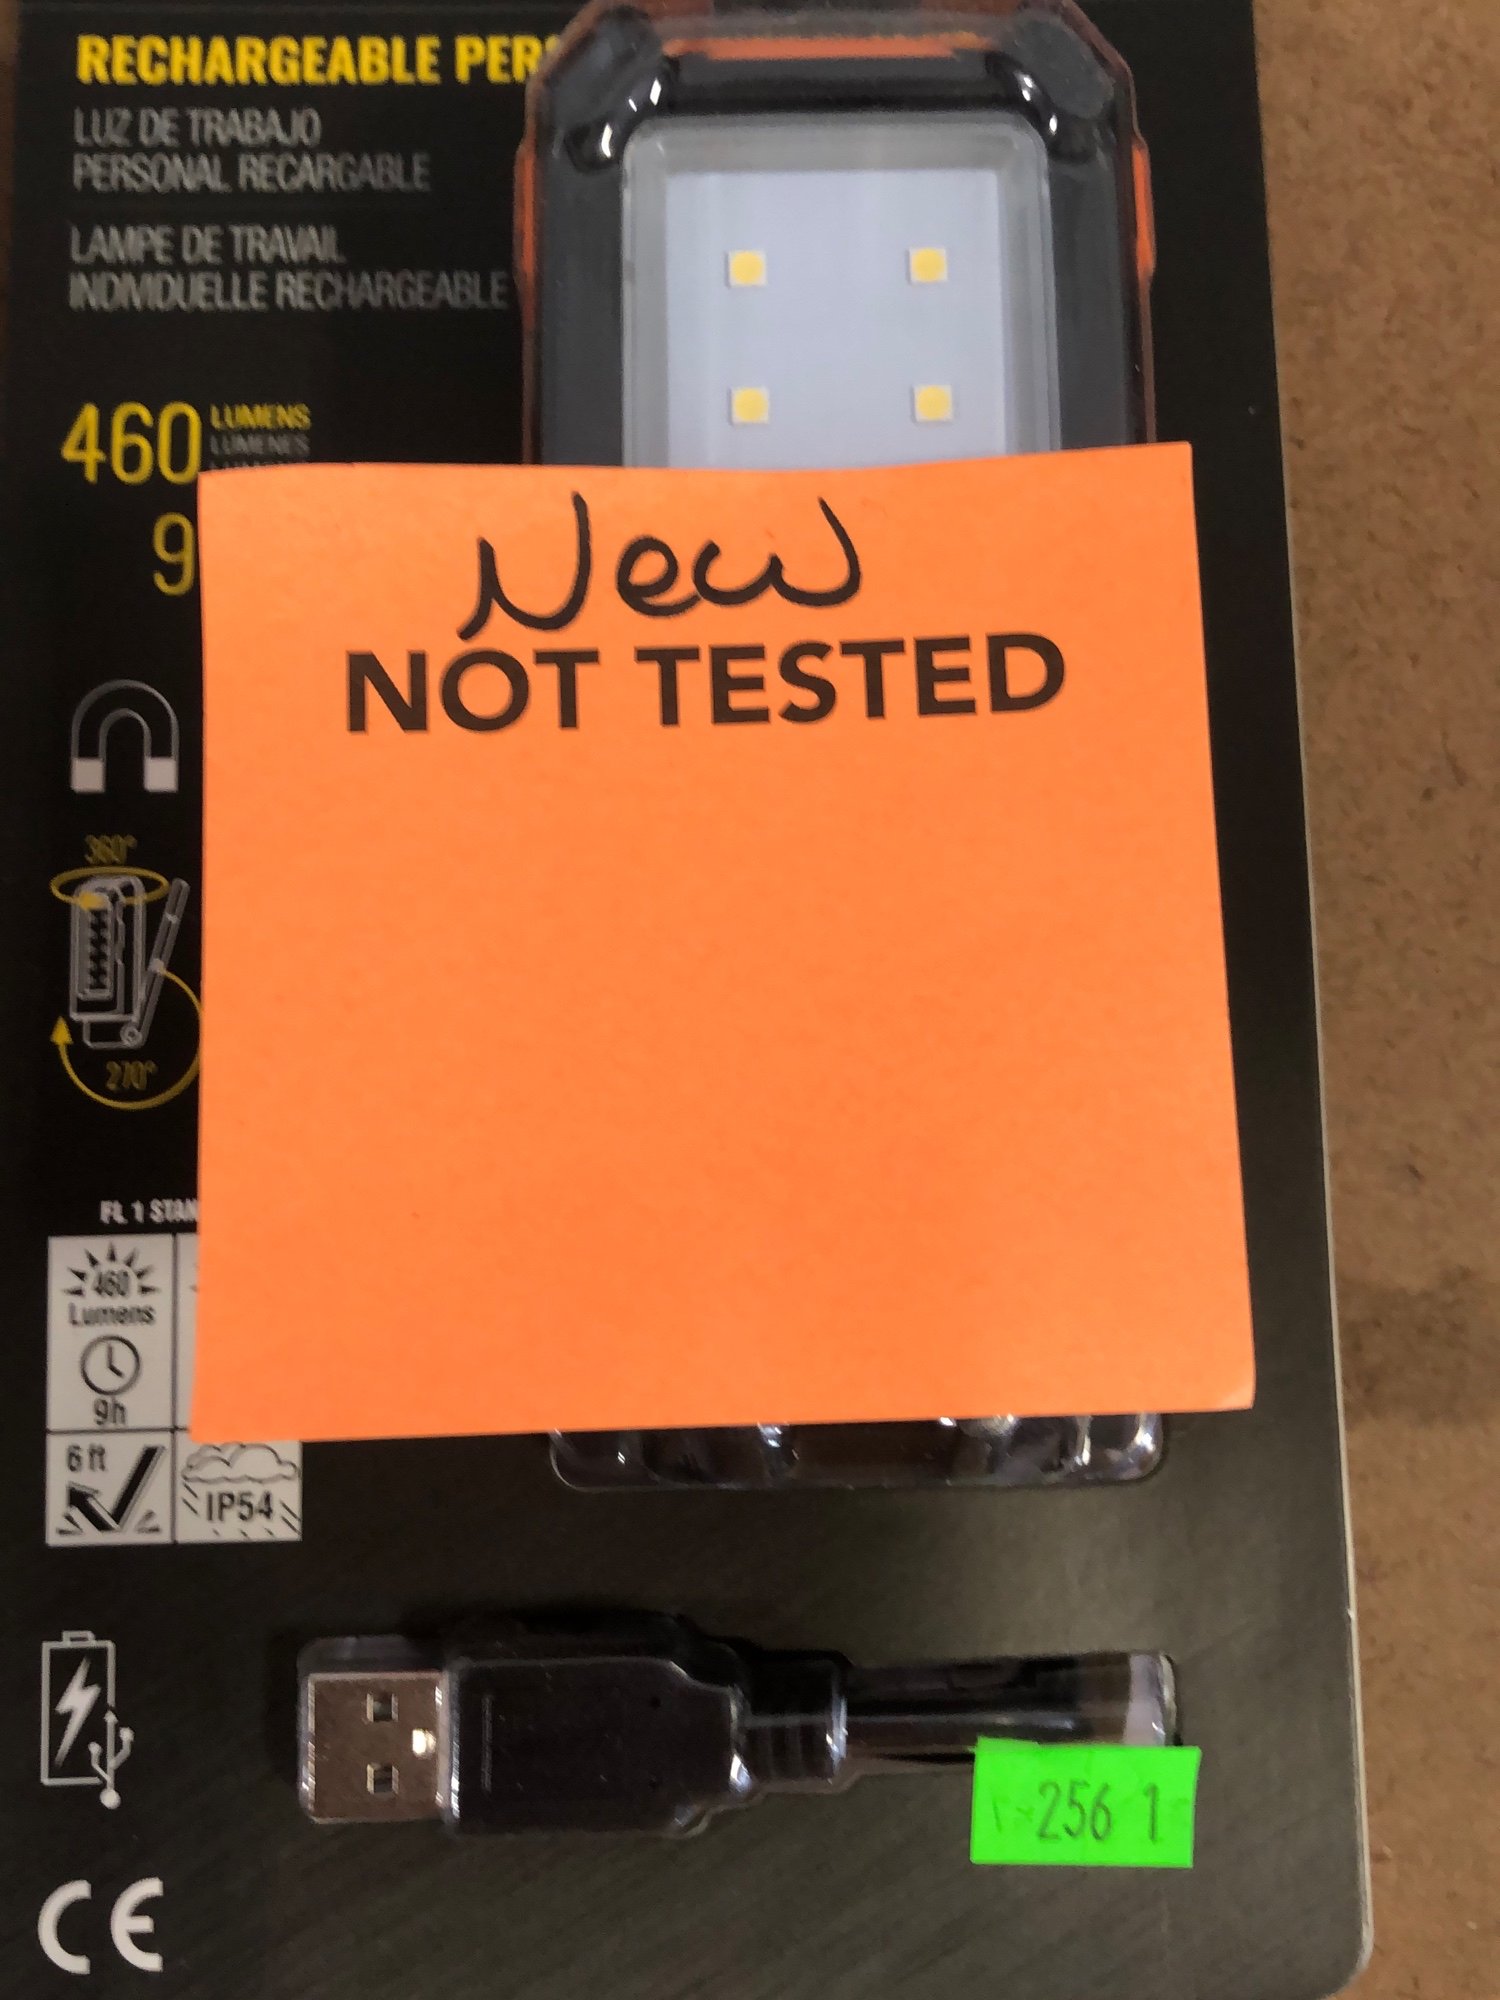 RECHARGEABLE PER
LUZ DE TRABAJO
PERSONAL RECARGABLE
LAMPE DE TRAVAIL
INDIVIDUELLE RECHARGEABLE
460 LUMENS
LUMENES
9
New
NOT TESTED
360°
270°
FL 1 STAN
460
Lumens
9h
6 ft
IP54
256 1
CE